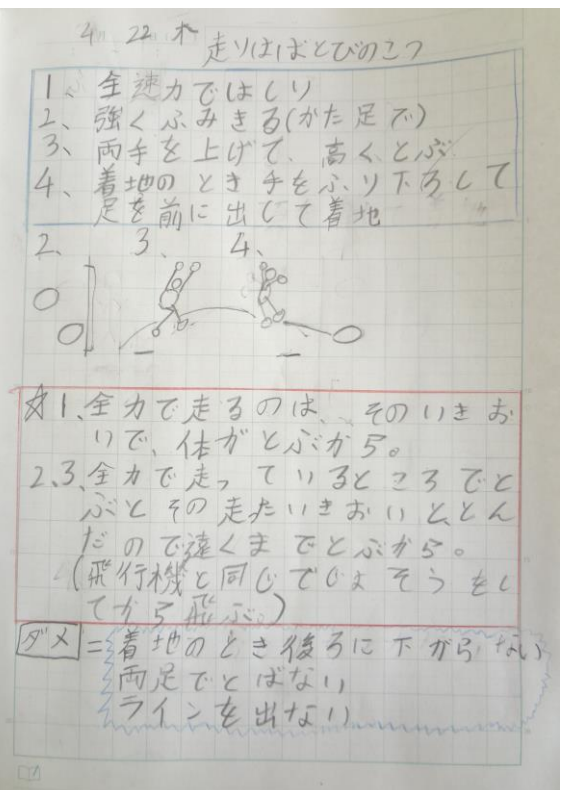 4 22 木
走りはばとびのこつ
1、全速力ではしり
2、強くふみきる(かた足で)
3、両手を上げて、高くとぶ
4、着地のとき手をふり下ろして
足を前に出して着地
2、 3、 4、
☆1、全力で走るのは、そのいきお
いで、体がとぶから。
2、3、全力で走っているところでと
ぶとその走たいきおいと、とん
だので遠くまでとぶから。
(飛行機と同じでじょそうをし
てから飛ぶ。)
ダメ=着地のとき後ろに下がらない
両足でとばない
ラインを出ない